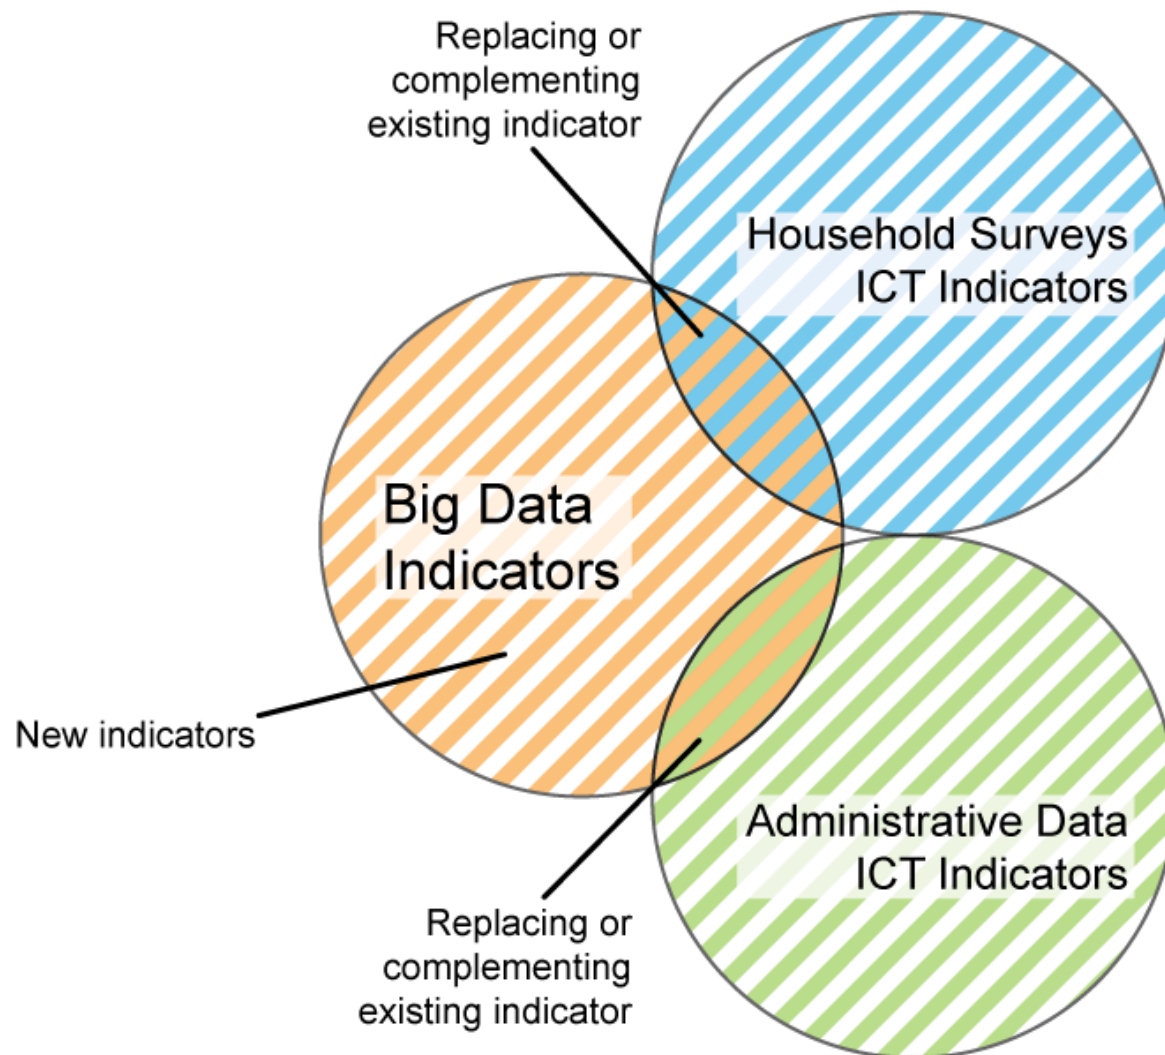 Replacing or
complementing
existing indicator
Household Surveys
ICT Indicators
Big Data
Indicators
New indicators
Administrative Data
ICT Indicators
Replacing or
complementing
existing indicator